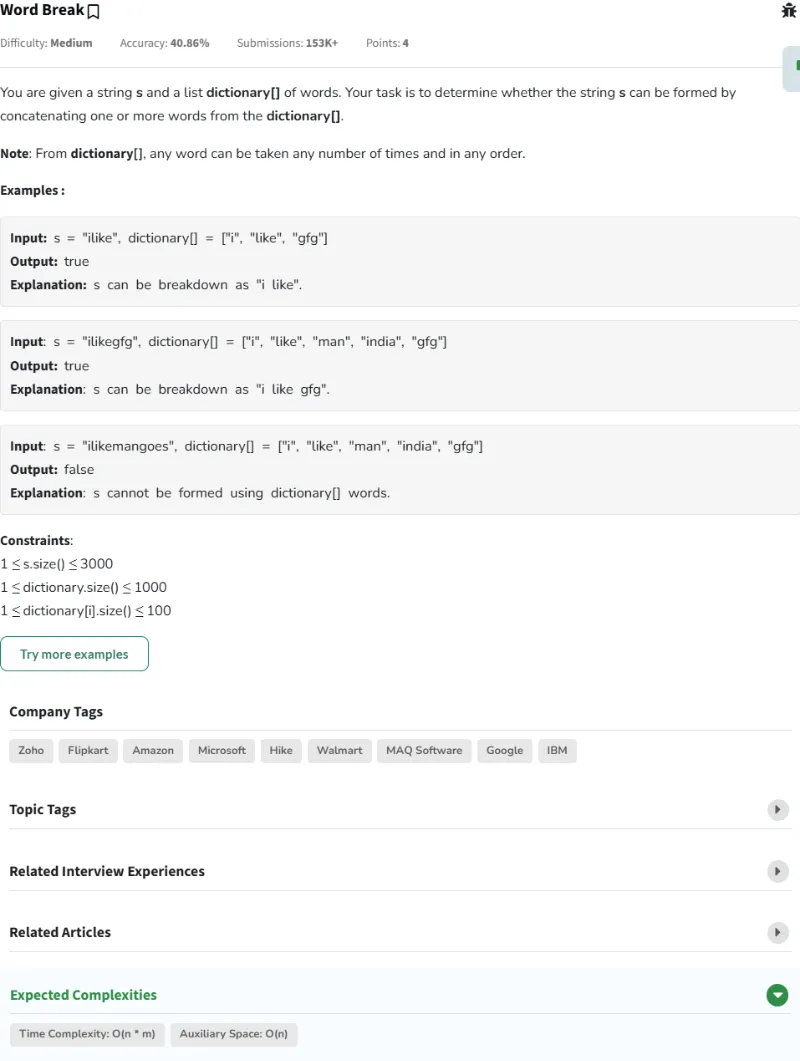 Word Break
Difficulty: Medium Accuracy: 40.86% Submissions: 153K+ Points: 4
You are given a string s and a list dictionary[] of words. Your task is to determine whether the string s can be formed by
concatenating one or more words from the dictionary[].
Note: From dictionary[], any word can be taken any number of times and in any order.
Examples :
Input: s = "ilike", dictionary[] = ["i", "like", "gfg"]
Output: true
Explanation: s can be breakdown as "i like".
Input: s = "ilikegfg", dictionary[] = ["i", "like", "man", "india", "gfg"]
Output: true
Explanation: s can be breakdown as "i like gfg".
Input: s = "ilikemangoes", dictionary[] = ["i", "like", "man", "india", "gfg"]
Output: false
Explanation: s cannot be formed using dictionary[] words.
Constraints:
1 ≤ s.size() ≤ 3000
1 ≤ dictionary.size() ≤ 1000
1 ≤ dictionary[i].size() ≤ 100
Try more examples
Company Tags
Zoho Flipkart Amazon Microsoft Hike Walmart MAQ Software Google IBM
Topic Tags
Related Interview Experiences
Related Articles
Expected Complexities
Time Complexity: O(n * m) Auxiliary Space: O(n)